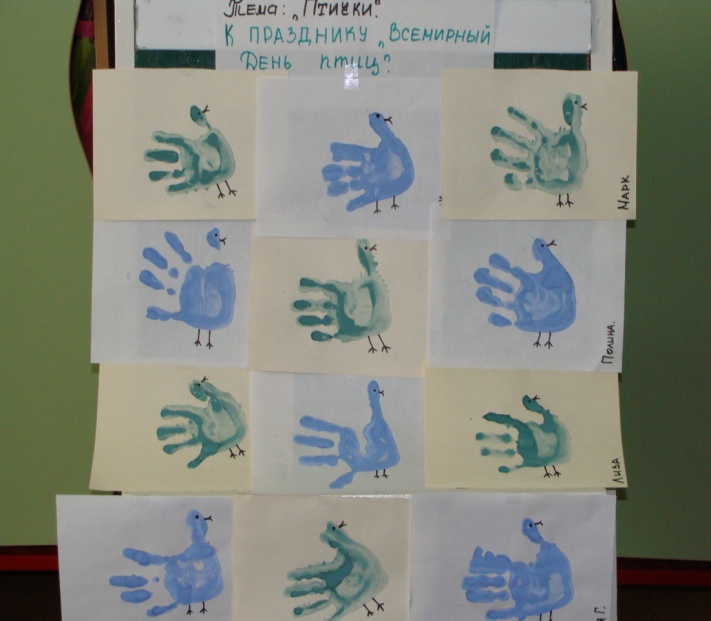 Тема: „Птички".
К ПРАЗДНИКУ „ВСЕМИРНЫЙ
ДЕНЬ ПТИЦ".
МАРК
ПОЛИНА.
ЛИЗА